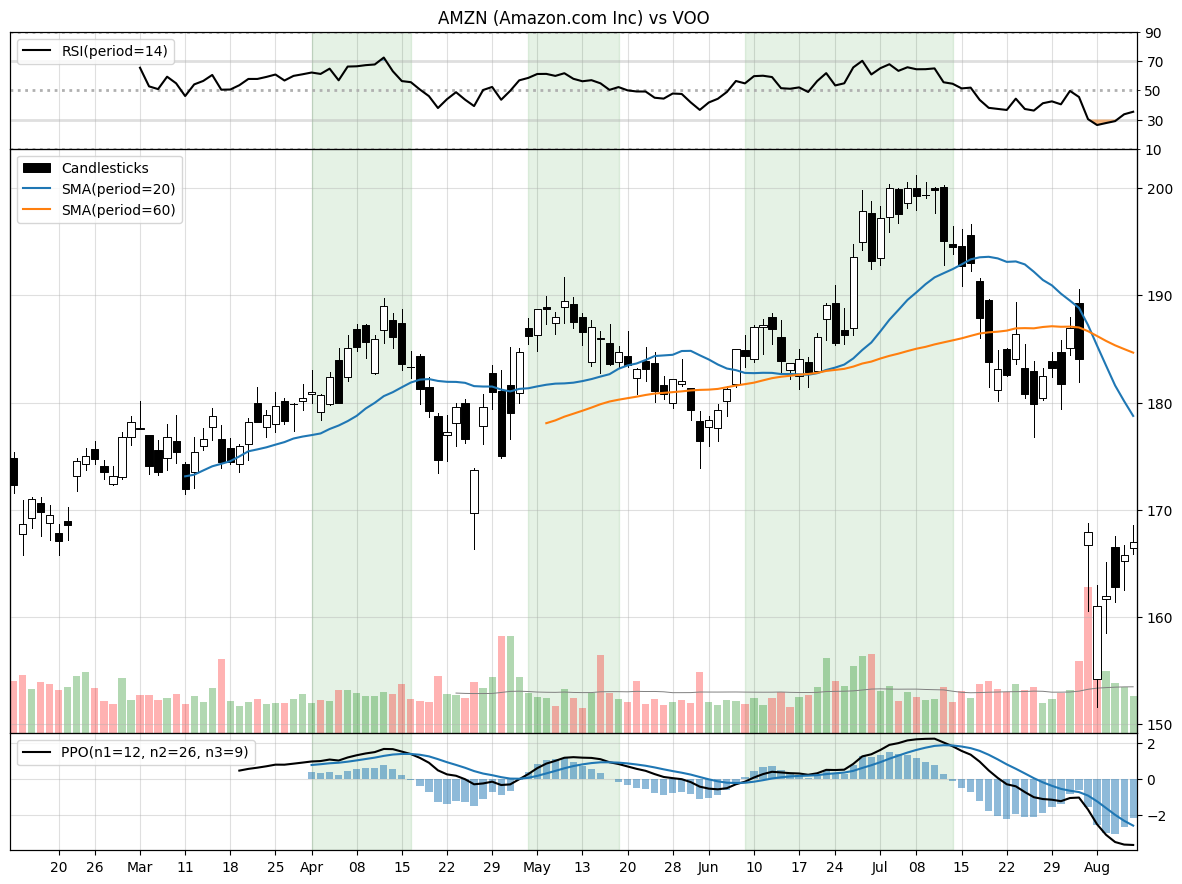 AMZN (Amazon.com Inc) vs VOO
RSI(period=14)
90
70
50
30
10
Candlesticks
SMA(period=20)
SMA(period=60)
200
190
180
170
160
150
PPO(n1=12, n2=26, n3=9)
2
0
−2
20 26 Mar 11 18 25 Apr 08 15 22 29 May 13 20 28 Jun 10 17 24 Jul 08 15 22 29 Aug